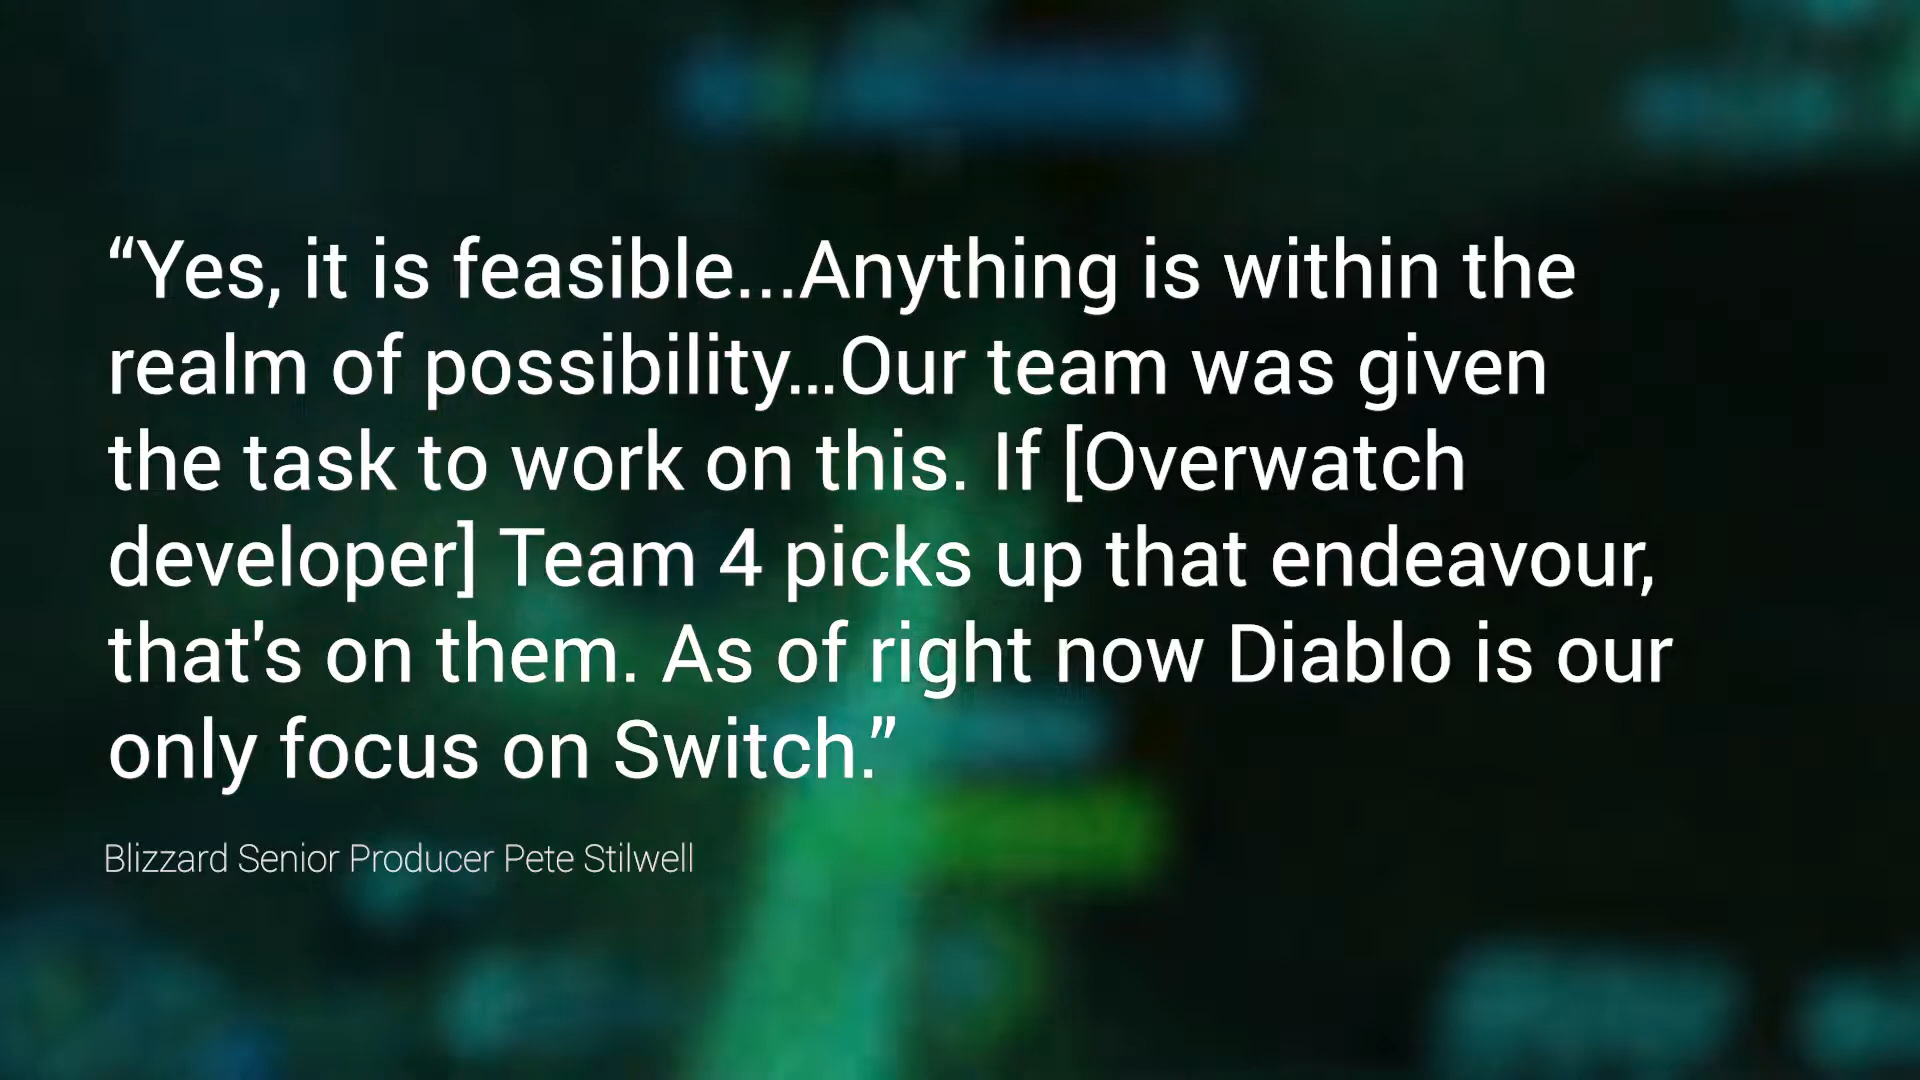 “Yes, it is feasible...Anything is within the
realm of possibility...Our team was given
the task to work on this. If [Overwatch
developer] Team 4 picks up that endeavour,
that's on them. As of right now Diablo is our
only focus on Switch.”
Blizzard Senior Producer Pete Stilwell